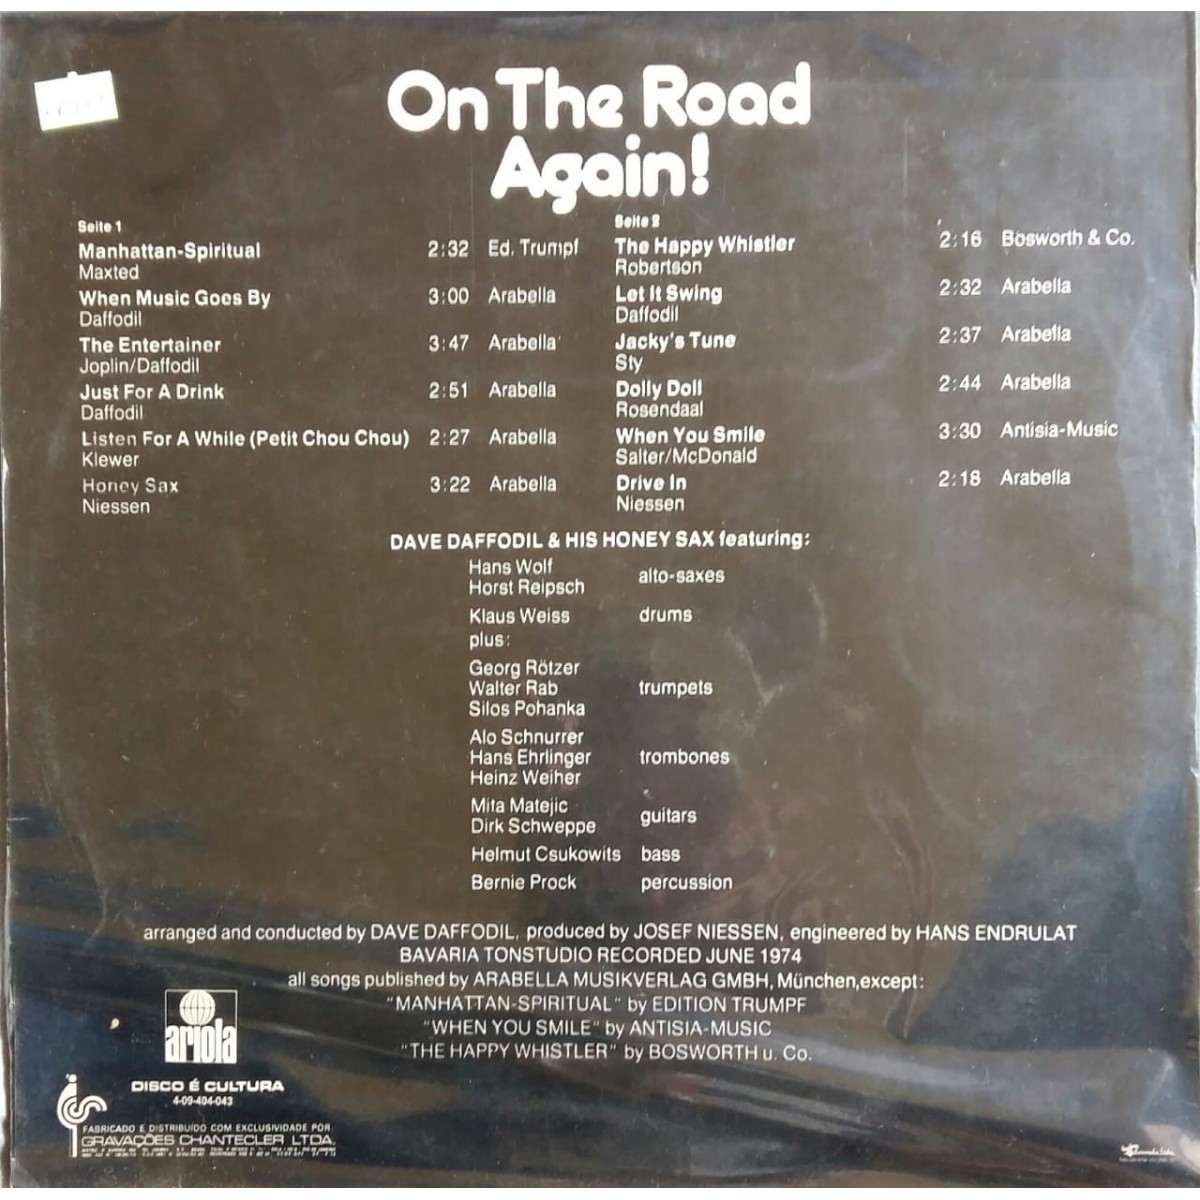 On The Road
Again!
Seite 1
Manhattan-Spiritual 2:32 Ed. Trumpf
Maxted
When Music Goes By 3:00 Arabella
Daffodil
The Entertainer 3:47 Arabella
Joplin/Daffodil
Just For A Drink 2:51 Arabella
Daffodil
Listen For A While (Petit Chou Chou) 2:27 Arabella
Klewer
Honey Sax 3:22 Arabella
Niessen
Seite 2
The Happy Whistler 2:16 Bosworth & Co.
Robertson
Let It Swing 2:32 Arabella
Daffodil
Jacky's Tune 2:37 Arabella
Sty
Dolly Doll 2:44 Arabella
Rosendaal
When You Smile 3:30 Antisia-Music
Salter/McDonald
Drive In 2:18 Arabella
Niessen
DAVE DAFFODIL & HIS HONEY SAX featuring:
Hans Wolf
Horst Reipsch alto-saxes
Klaus Weiss drums
plus:
Georg Rötzer
Walter Rab trumpets
Silos Pohanka
Alo Schnurrer
Hans Ehrlinger trombones
Heinz Weiher
Mita Matejic
Dirk Schweppe guitars
Helmut Csukowits bass
Bernie Prock percussion
arranged and conducted by DAVE DAFFODIL, produced by JOSEF NIESSEN, engineered by HANS ENDRULAT
BAVARIA TONSTUDIO RECORDED JUNE 1974
all songs published by ARABELLA MUSIKVERLAG GMBH, München,except:
"MANHATTAN-SPIRITUAL" by EDITION TRUMPF
"WHEN YOU SMILE" by ANTISIA-MUSIC
"THE HAPPY WHISTLER" by BOSWORTH u. Co.
ariola
DISCO É CULTURA
4-09-404-043
FABRICADO E DISTRIBUÍDO COM EXCLUSIVIDADE POR
GRAVAÇÕES CHANTECLER LTDA.